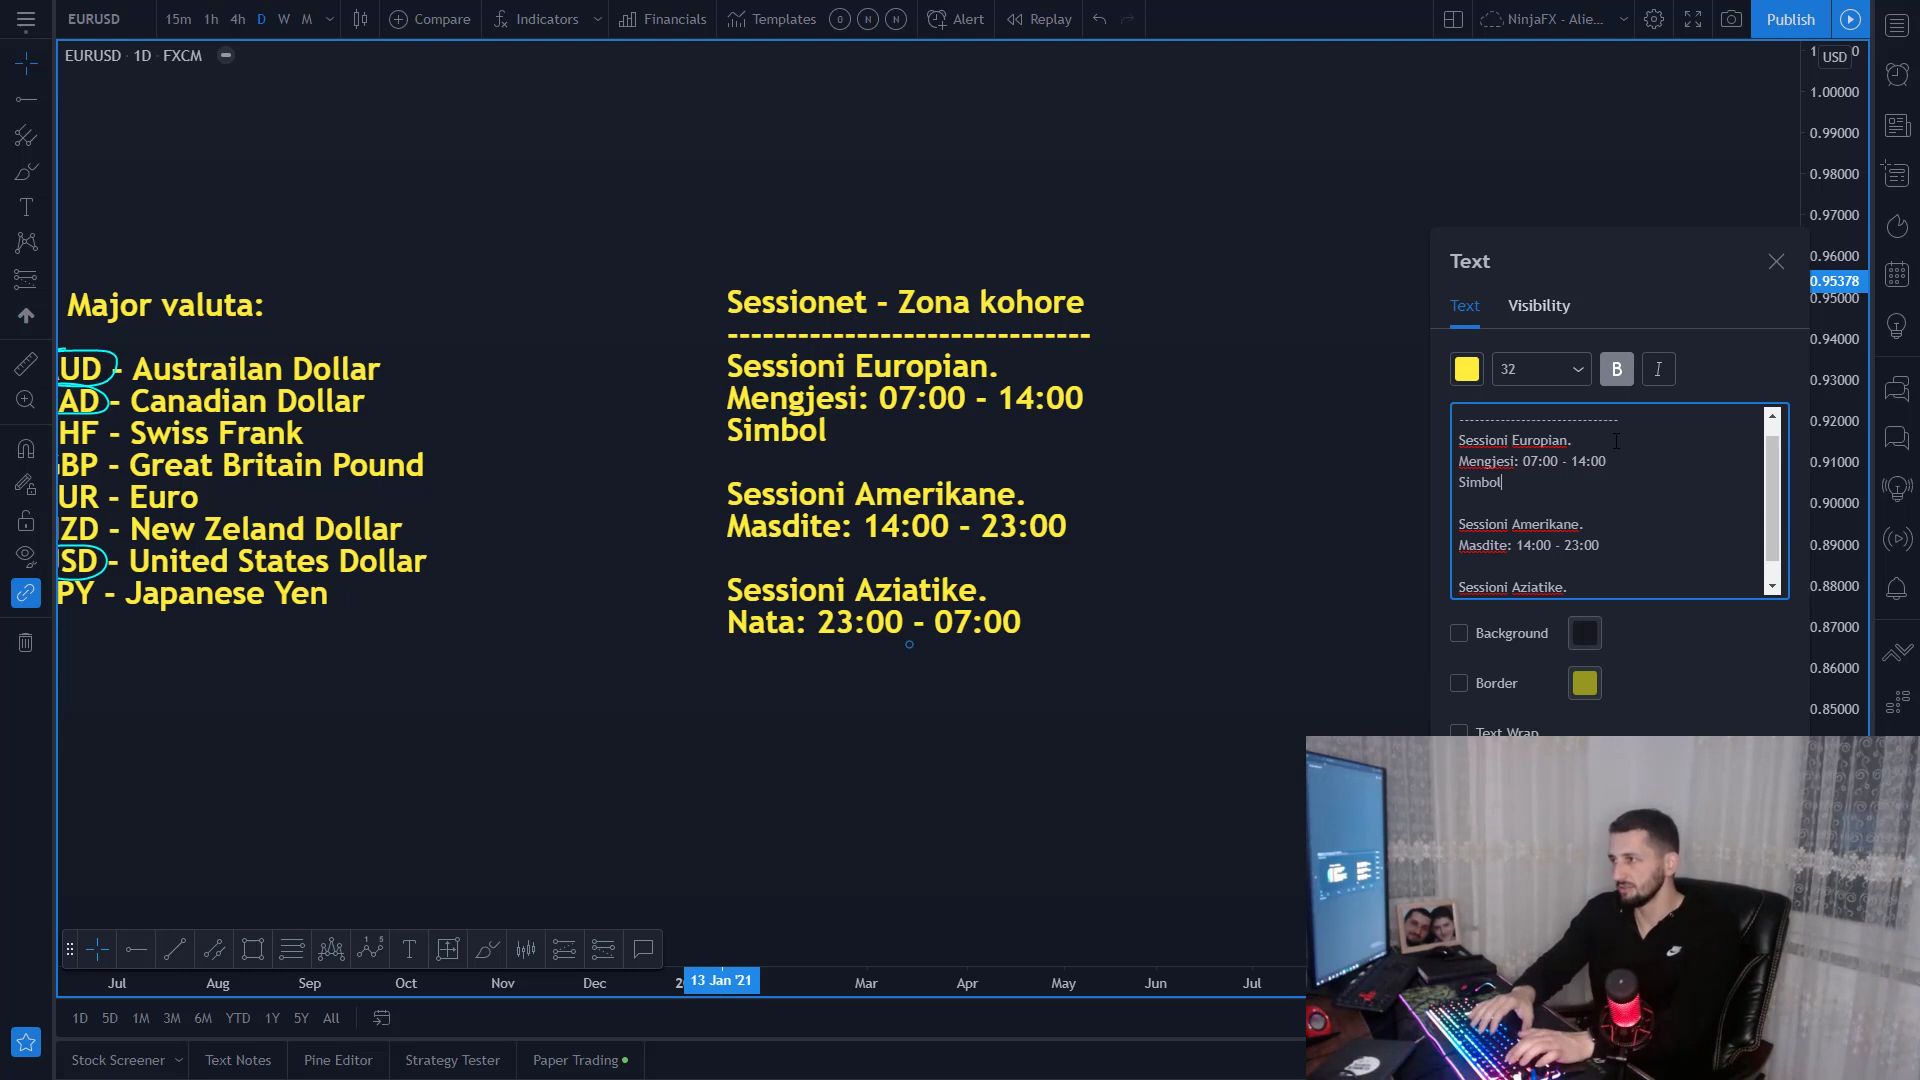 EURUSD 15m 1h 4h D W M Compare Indicators Financials Templates O N N Alert Replay NinjaFX - Alie... Publish
EURUSD · 1D · FXCM
USD
1.00000
0.99000
0.98000
0.97000
0.96000
0.95378
0.95000
0.94000
0.93000
0.92000
0.91000
0.90000
0.89000
0.88000
0.87000
0.86000
0.85000
Major valuta:
UD - Austrailan Dollar
AD - Canadian Dollar
HF - Swiss Frank
BP - Great Britain Pound
UR - Euro
ZD - New Zeland Dollar
SD - United States Dollar
PY - Japanese Yen
Sessionet - Zona kohore
-------------------------------
Sessioni Europian.
Mengjesi: 07:00 - 14:00
Simbol
Sessioni Amerikane.
Masdite: 14:00 - 23:00
Sessioni Aziatike.
Nata: 23:00 - 07:00
Text
Text Visibility
32 B I
-------------------------------
Sessioni Europian.
Mengjesi: 07:00 - 14:00
Simbol
Sessioni Amerikane.
Masdite: 14:00 - 23:00
Sessioni Aziatike.
Background
Border
Text Wrap
Jul Aug Sep Oct Nov Dec 13 Jan '21 Mar Apr May Jun Jul
1D 5D 1M 3M 6M YTD 1Y 5Y All
Stock Screener Text Notes Pine Editor Strategy Tester Paper Trading